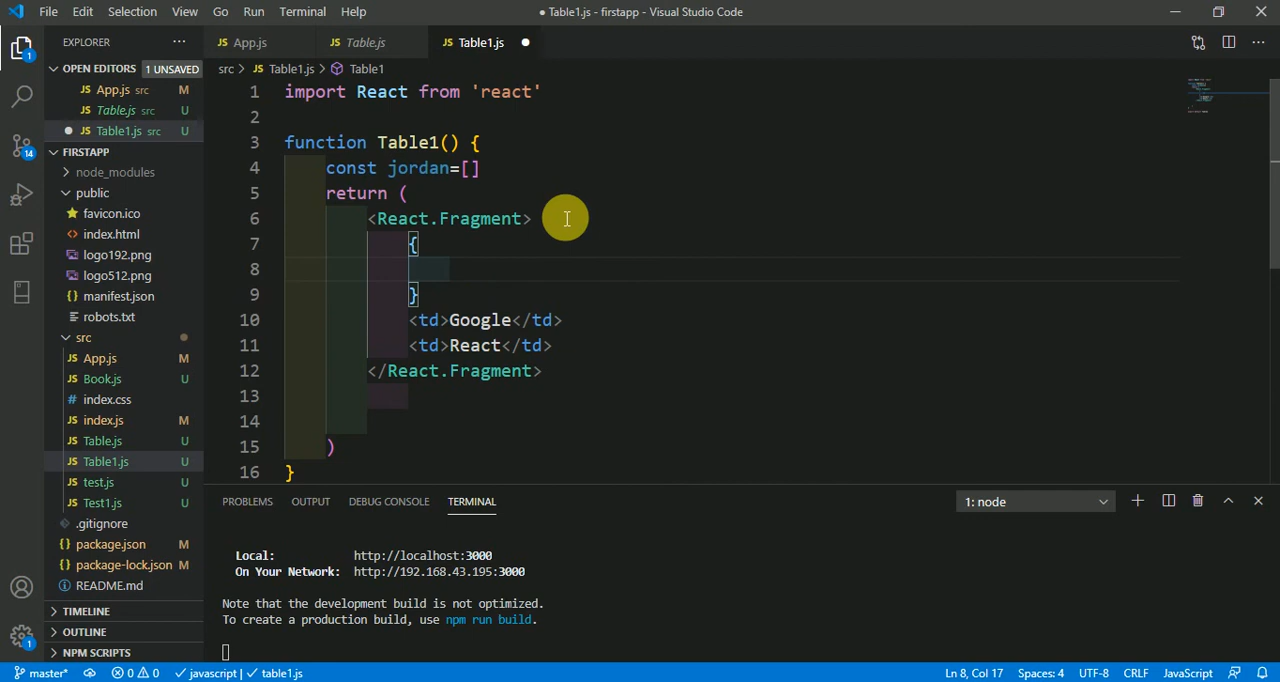 File Edit Selection View Go Run Terminal Help ● Table1.js - firstapp - Visual Studio Code
EXPLORER ··· JS App.js JS Table.js JS Table1.js ●
OPEN EDITORS 1 UNSAVED
src > JS Table1.js > Table1
JS App.js src M
JS Table.js src U
● JS Table1.js src U
FIRSTAPP
node_modules
public
favicon.ico
index.html
logo192.png
logo512.png
manifest.json
robots.txt
src
JS App.js M
JS Book.js U
# index.css
JS index.js M
JS Table.js U
JS Table1.js U
JS test.js U
JS Test1.js U
.gitignore
{} package.json M
{} package-lock.json M
README.md
TIMELINE
OUTLINE
NPM SCRIPTS
1 import React from 'react'
2
3 function Table1() {
4 const jordan=[]
5 return (
6 <React.Fragment>
7 {
8
9 }
10 <td>Google</td>
11 <td>React</td>
12 </React.Fragment>
13
14
15 )
16 }
PROBLEMS OUTPUT DEBUG CONSOLE TERMINAL 1: node
Local: http://localhost:3000
On Your Network: http://192.168.43.195:3000
Note that the development build is not optimized.
To create a production build, use npm run build.
1
14
1
master* 0 0 javascript | table1.js Ln 8, Col 17 Spaces: 4 UTF-8 CRLF JavaScript